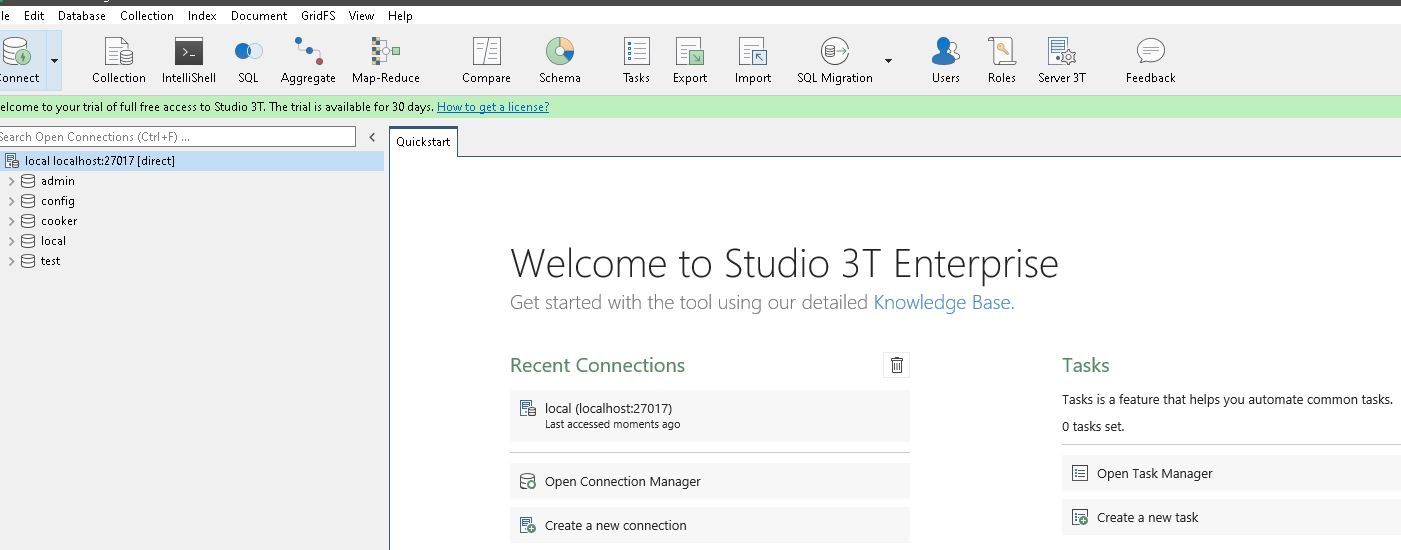 le Edit Database Collection Index Document GridFS View Help
onnect Collection IntelliShell SQL Aggregate Map-Reduce Compare Schema Tasks Export Import SQL Migration Users Roles Server 3T Feedback
elcome to your trial of full free access to Studio 3T. The trial is available for 30 days. How to get a license?
Search Open Connections (Ctrl+F) ...
Quickstart
local localhost:27017 [direct]
admin
config
cooker
local
test
Welcome to Studio 3T Enterprise
Get started with the tool using our detailed Knowledge Base.
Recent Connections
local (localhost:27017)
Last accessed moments ago
Open Connection Manager
Create a new connection
Tasks
Tasks is a feature that helps you automate common tasks.
0 tasks set.
Open Task Manager
Create a new task